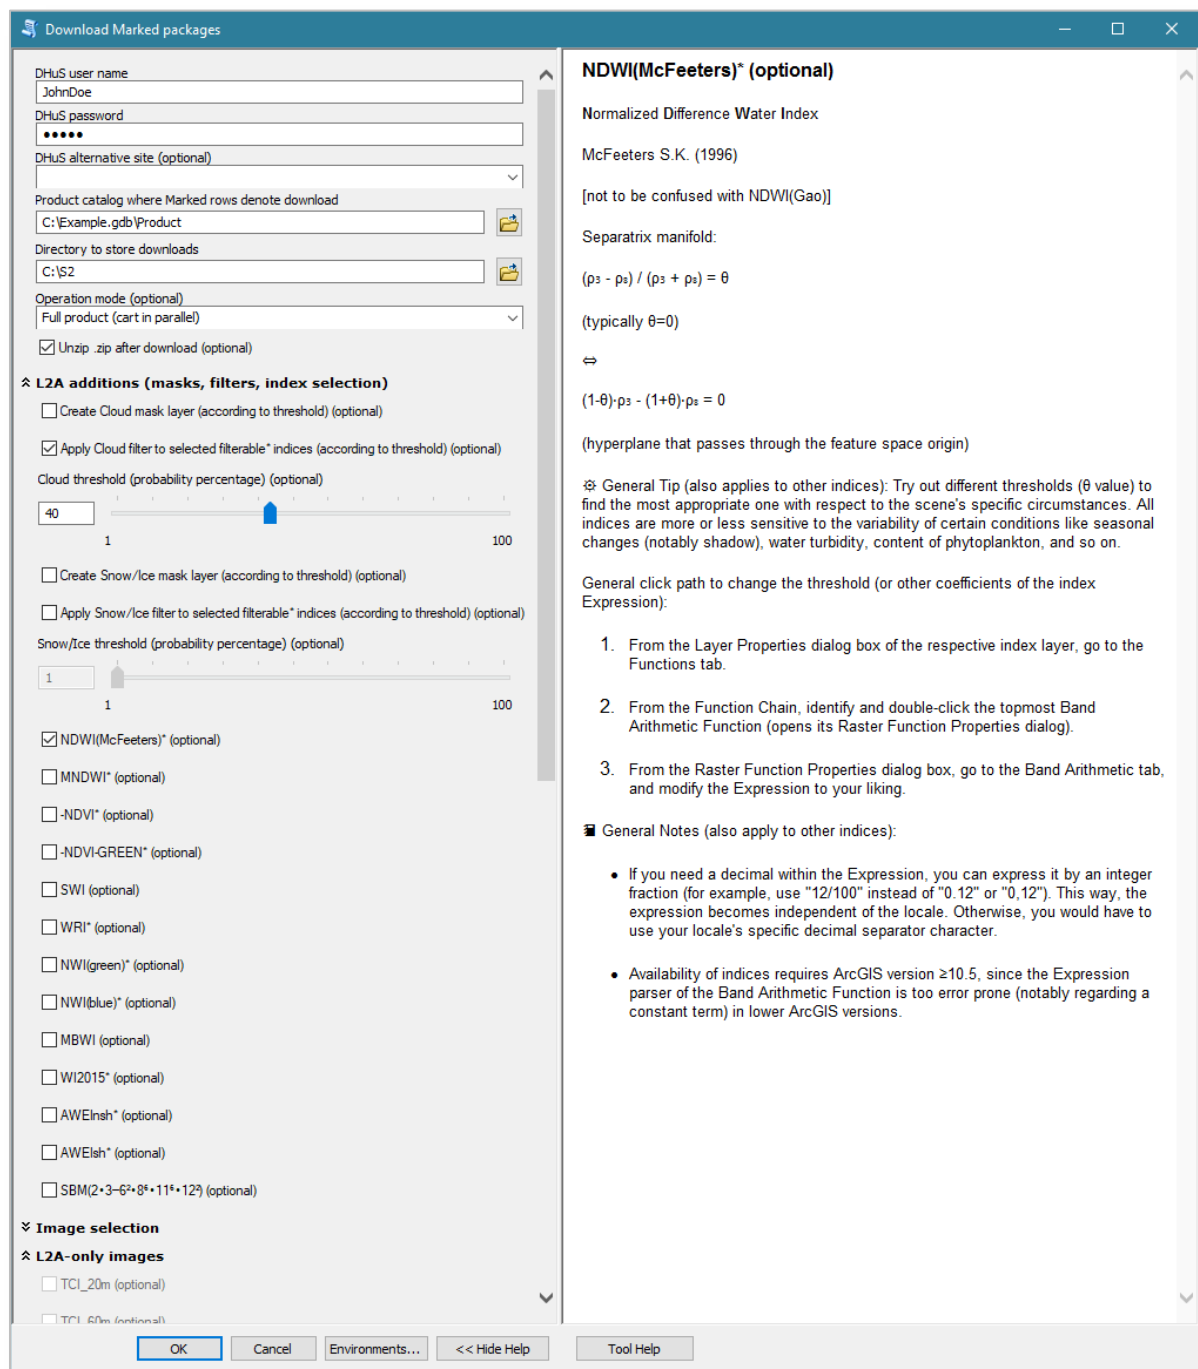 Download Marked packages
DHuS user name
JohnDoe
DHuS password
●●●●●
DHuS alternative site (optional)
Product catalog where Marked rows denote download
C:\Example.gdb\Product
Directory to store downloads
C:\S2
Operation mode (optional)
Full product (cart in parallel)
Unzip .zip after download (optional)
L2A additions (masks, filters, index selection)
Create Cloud mask layer (according to threshold) (optional)
Apply Cloud filter to selected filterable* indices (according to threshold) (optional)
Cloud threshold (probability percentage) (optional)
40
1 100
Create Snow/Ice mask layer (according to threshold) (optional)
Apply Snow/Ice filter to selected filterable* indices (according to threshold) (optional)
Snow/Ice threshold (probability percentage) (optional)
1
1 100
NDWI(McFeeters)* (optional)
MNDWI* (optional)
-NDVI* (optional)
-NDVI-GREEN* (optional)
SWI (optional)
WRI* (optional)
NWI(green)* (optional)
NWI(blue)* (optional)
MBWI (optional)
WI2015* (optional)
AWEInsh* (optional)
AWEIsh* (optional)
SBM(2•3−6²•8⁶•11⁶•12²) (optional)
Image selection
L2A-only images
TCI_20m (optional)
TCI_60m (optional)
NDWI(McFeeters)* (optional)
Normalized Difference Water Index
McFeeters S.K. (1996)
[not to be confused with NDWI(Gao)]
Separatrix manifold:
(ρ₃ - ρ₈) / (ρ₃ + ρ₈) = θ
(typically θ=0)
⇔
(1-θ)·ρ₃ - (1+θ)·ρ₈ = 0
(hyperplane that passes through the feature space origin)
General Tip (also applies to other indices): Try out different thresholds (θ value) to
find the most appropriate one with respect to the scene's specific circumstances. All
indices are more or less sensitive to the variability of certain conditions like seasonal
changes (notably shadow), water turbidity, content of phytoplankton, and so on.
General click path to change the threshold (or other coefficients of the index
Expression):
1. From the Layer Properties dialog box of the respective index layer, go to the
Functions tab.
2. From the Function Chain, identify and double-click the topmost Band
Arithmetic Function (opens its Raster Function Properties dialog).
3. From the Raster Function Properties dialog box, go to the Band Arithmetic tab,
and modify the Expression to your liking.
General Notes (also apply to other indices):
• If you need a decimal within the Expression, you can express it by an integer
fraction (for example, use "12/100" instead of "0.12" or "0,12"). This way, the
expression becomes independent of the locale. Otherwise, you would have to
use your locale's specific decimal separator character.
• Availability of indices requires ArcGIS version ≥10.5, since the Expression
parser of the Band Arithmetic Function is too error prone (notably regarding a
constant term) in lower ArcGIS versions.
OK
Cancel
Environments...
<< Hide Help
Tool Help